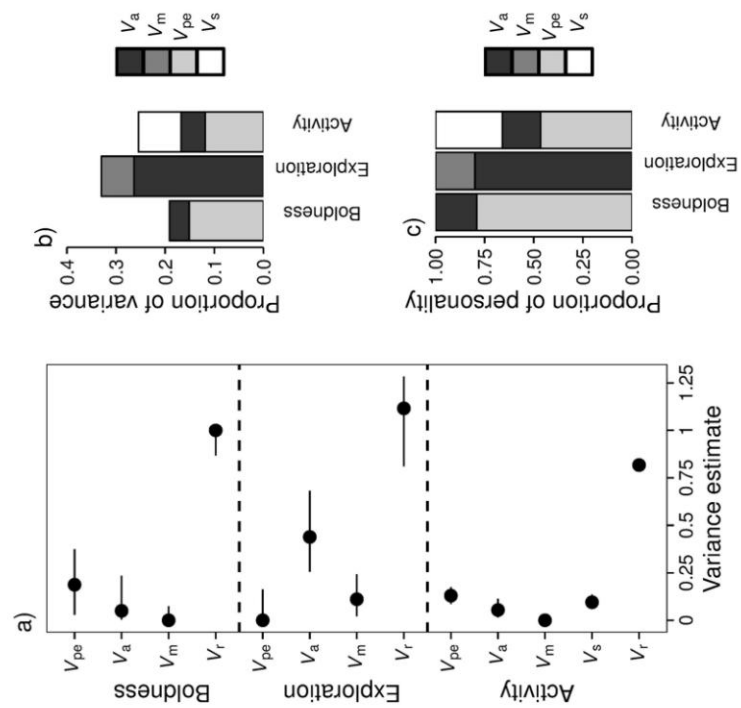 a)
Boldness
Vpe
Va
Vm
Vr
Exploration
Vpe
Va
Vm
Vr
Activity
Vpe
Va
Vm
Vs
Vr
0 0.25 0.5 0.75 1 1.25
Variance estimate
b)
Proportion of variance
0.4
0.3
0.2
0.1
0.0
Boldness Exploration Activity
Va
Vm
Vpe
Vs
c)
Proportion of personality
1.00
0.75
0.50
0.25
0.00
Boldness Exploration Activity
Va
Vm
Vpe
Vs